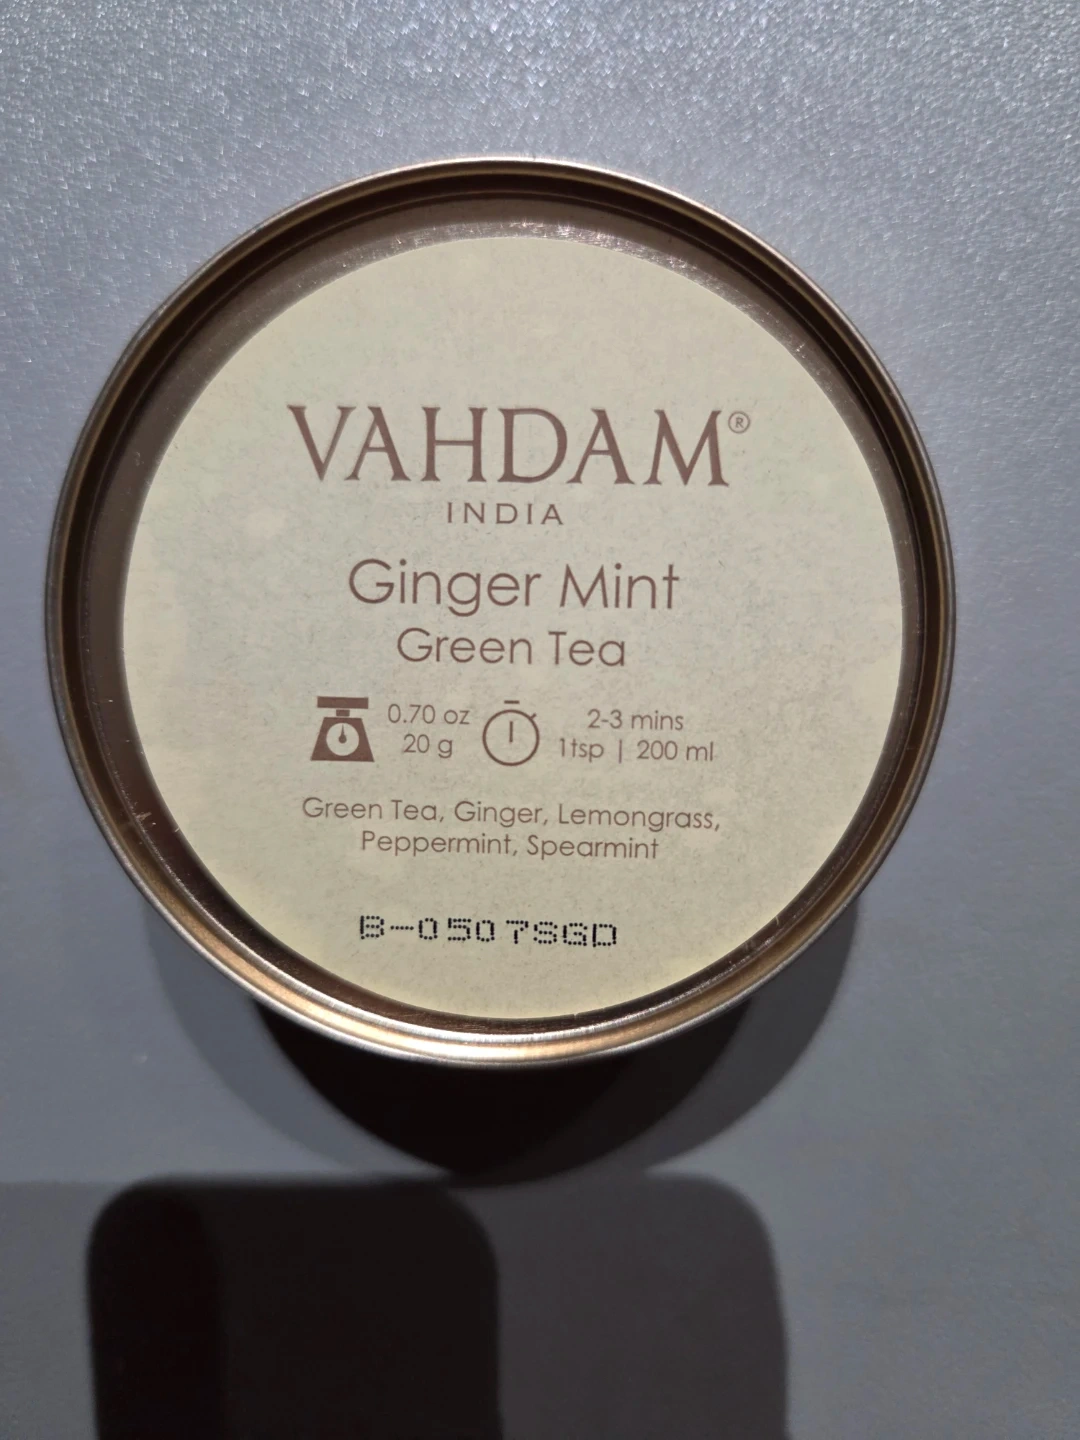 VAHDAM®
INDIA
Ginger Mint
Green Tea
0.70 oz
20 g
2-3 mins
1tsp | 200 ml
Green Tea, Ginger, Lemongrass,
Peppermint, Spearmint
B-0507SGD